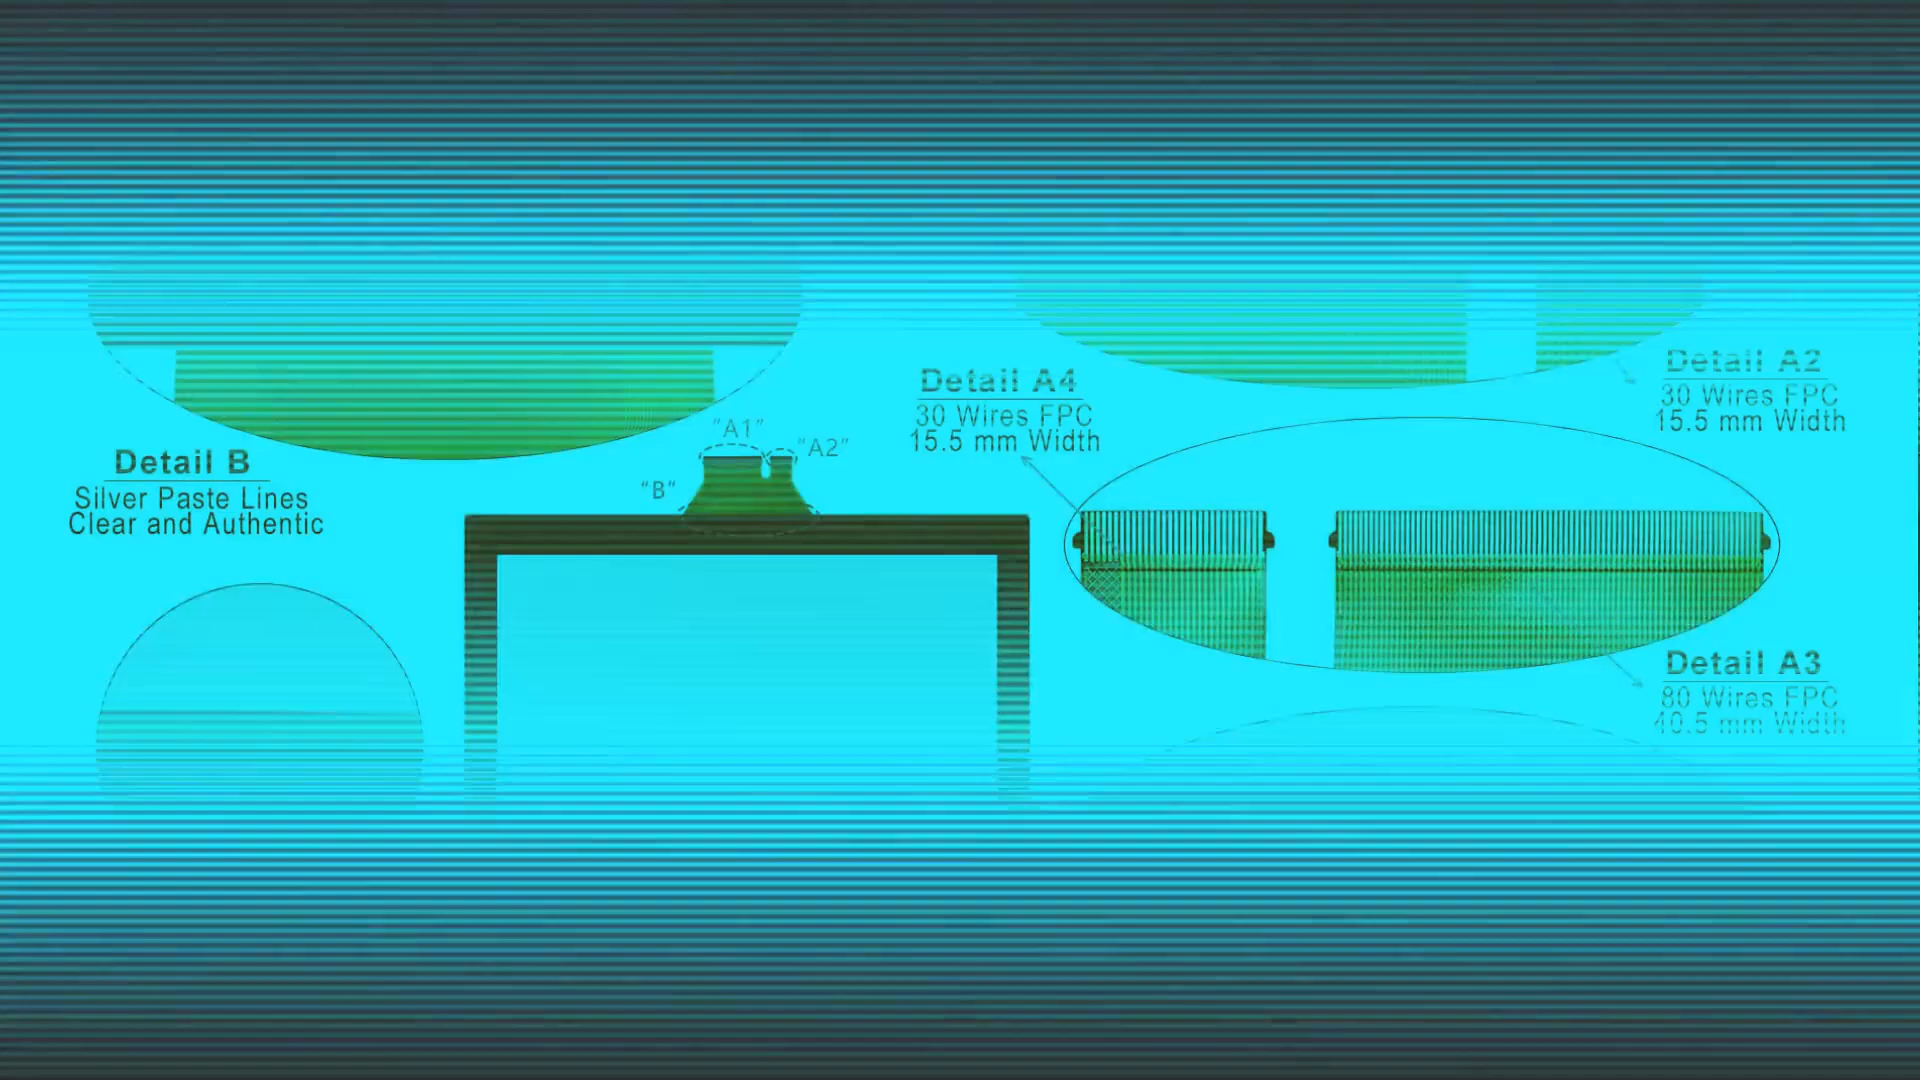 Detail A2
30 Wires FPC
15.5 mm Width
Detail A4
30 Wires FPC
15.5 mm Width
"A1"
"A2"
"B"
Detail B
Silver Paste Lines
Clear and Authentic
Detail A3
80 Wires FPC
40.5 mm Width